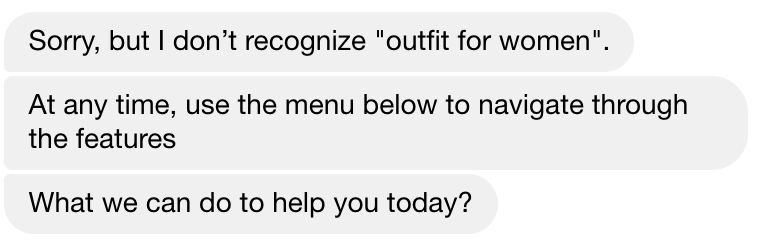 Sorry, but I don’t recognize "outfit for women".
At any time, use the menu below to navigate through
the features
What we can do to help you today?